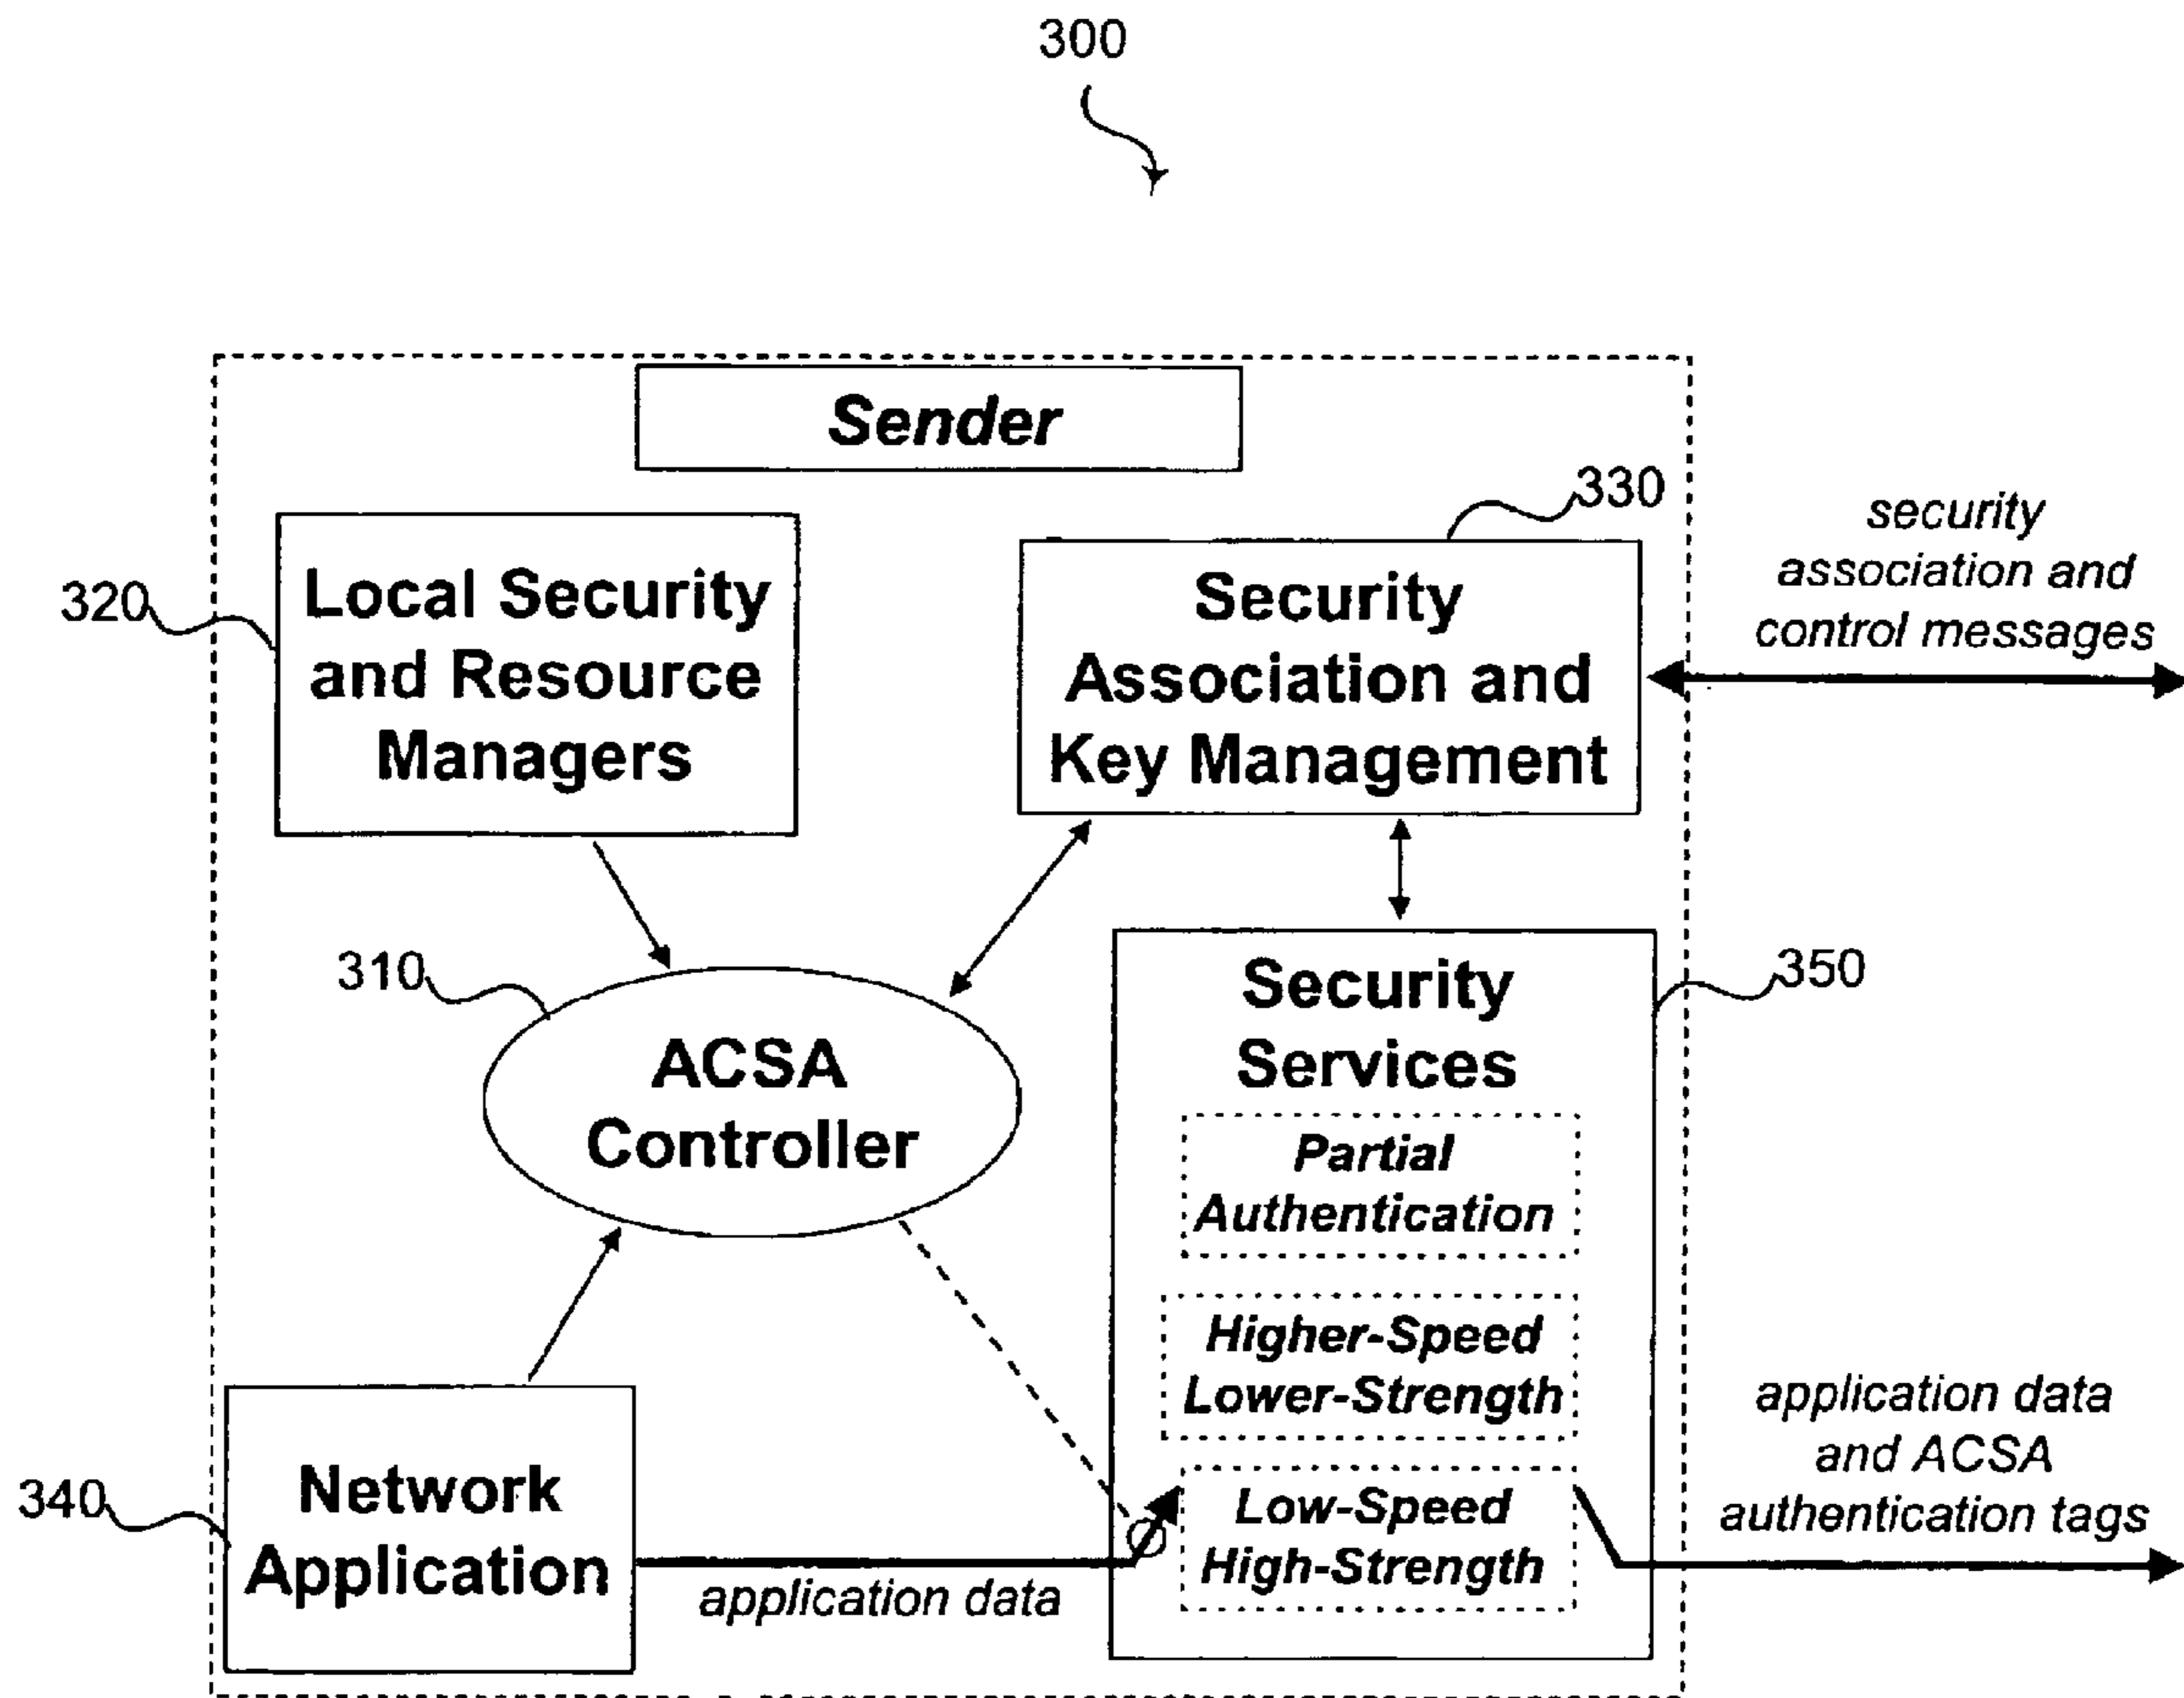 300
Sender
330
security
association and
control messages
320
Local Security
and Resource
Managers
Security
Association and
Key Management
310
ACSA
Controller
350
Security
Services
Partial
Authentication
Higher-Speed
Lower-Strength
Low-Speed
High-Strength
340
Network
Application
application data
application data
and ACSA
authentication tags